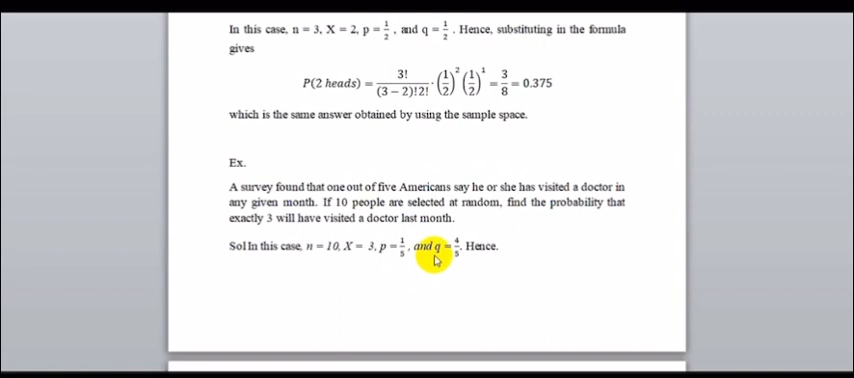 In this case, n = 3, X = 2, p = 1/2 , and q = 1/2 . Hence, substituting in the formula
gives
P(2 heads) = 3!/((3 − 2)!2!) · (1/2)² (1/2)¹ = 3/8 = 0.375
which is the same answer obtained by using the sample space.
Ex.
A survey found that one out of five Americans say he or she has visited a doctor in
any given month. If 10 people are selected at random, find the probability that
exactly 3 will have visited a doctor last month.
Sol In this case, n = 10, X = 3, p = 1/5 , and q = 4/5. Hence.